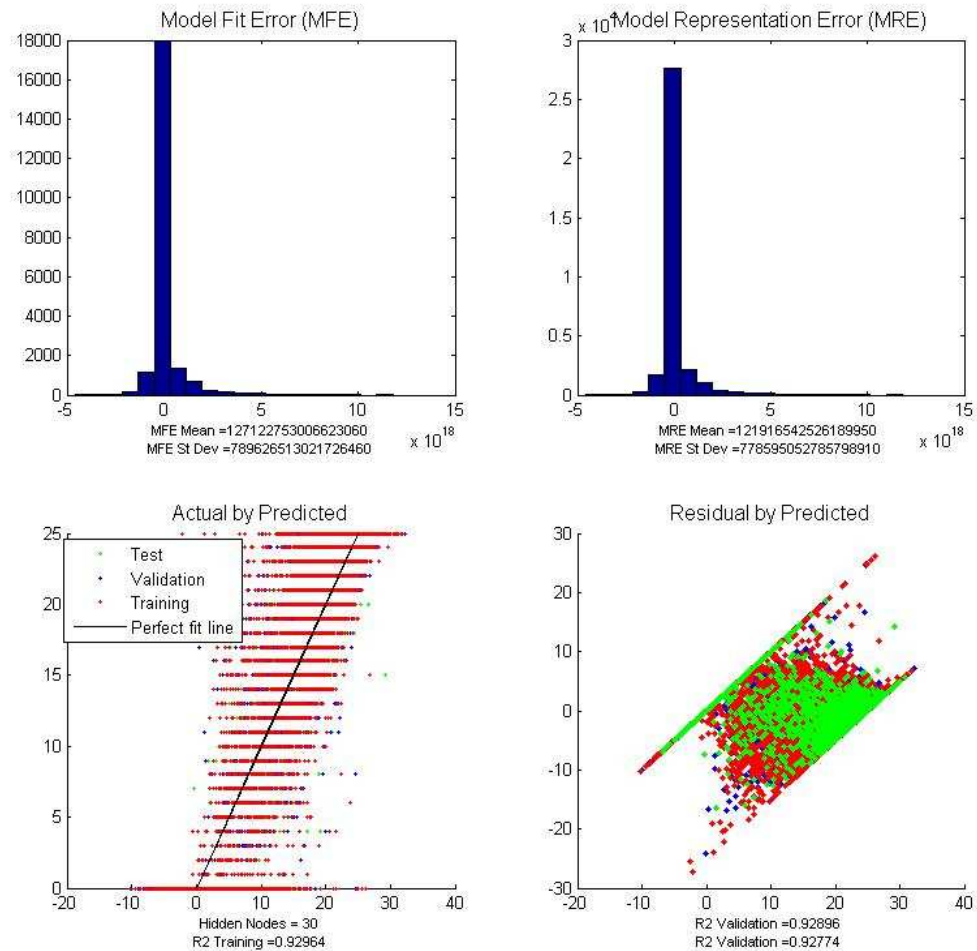 Model Fit Error (MFE)
18000
16000
14000
12000
10000
8000
6000
4000
2000
0
-5 0 5 10 15
x 10^18
MFE Mean =127122753006623060
MFE St Dev =789626513021726460
x 10^4
Model Representation Error (MRE)
3
2.5
2
1.5
1
0.5
0
-5 0 5 10 15
x 10^18
MRE Mean =1219165425261899 50
MRE St Dev =778595052785798910
Actual by Predicted
25
20
15
10
5
0
Test
Validation
Training
Perfect fit line
-20 -10 0 10 20 30 40
Hidden Nodes = 30
R2 Training =0.92964
Residual by Predicted
30
20
10
0
-10
-20
-30
-10 0 10 20 30 40
R2 Validation =0.92896
R2 Validation =0.92774